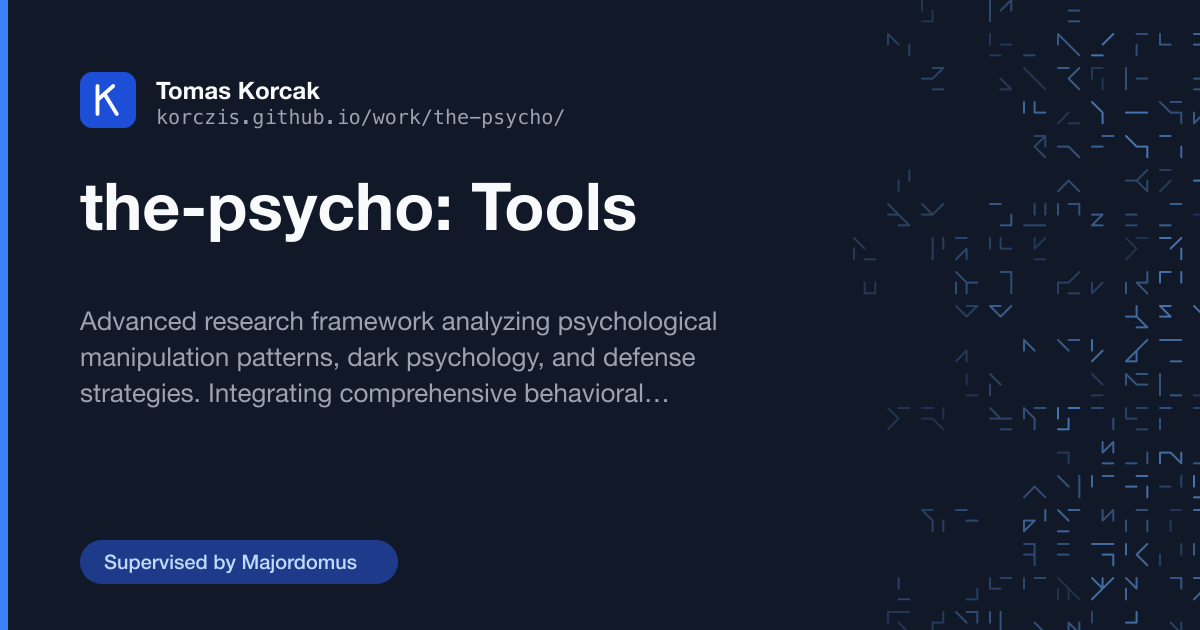 K
Tomas Korcak
korczis.github.io/work/the-psycho/
the-psycho: Tools
Advanced research framework analyzing psychological
manipulation patterns, dark psychology, and defense
strategies. Integrating comprehensive behavioral…
Supervised by Majordomus